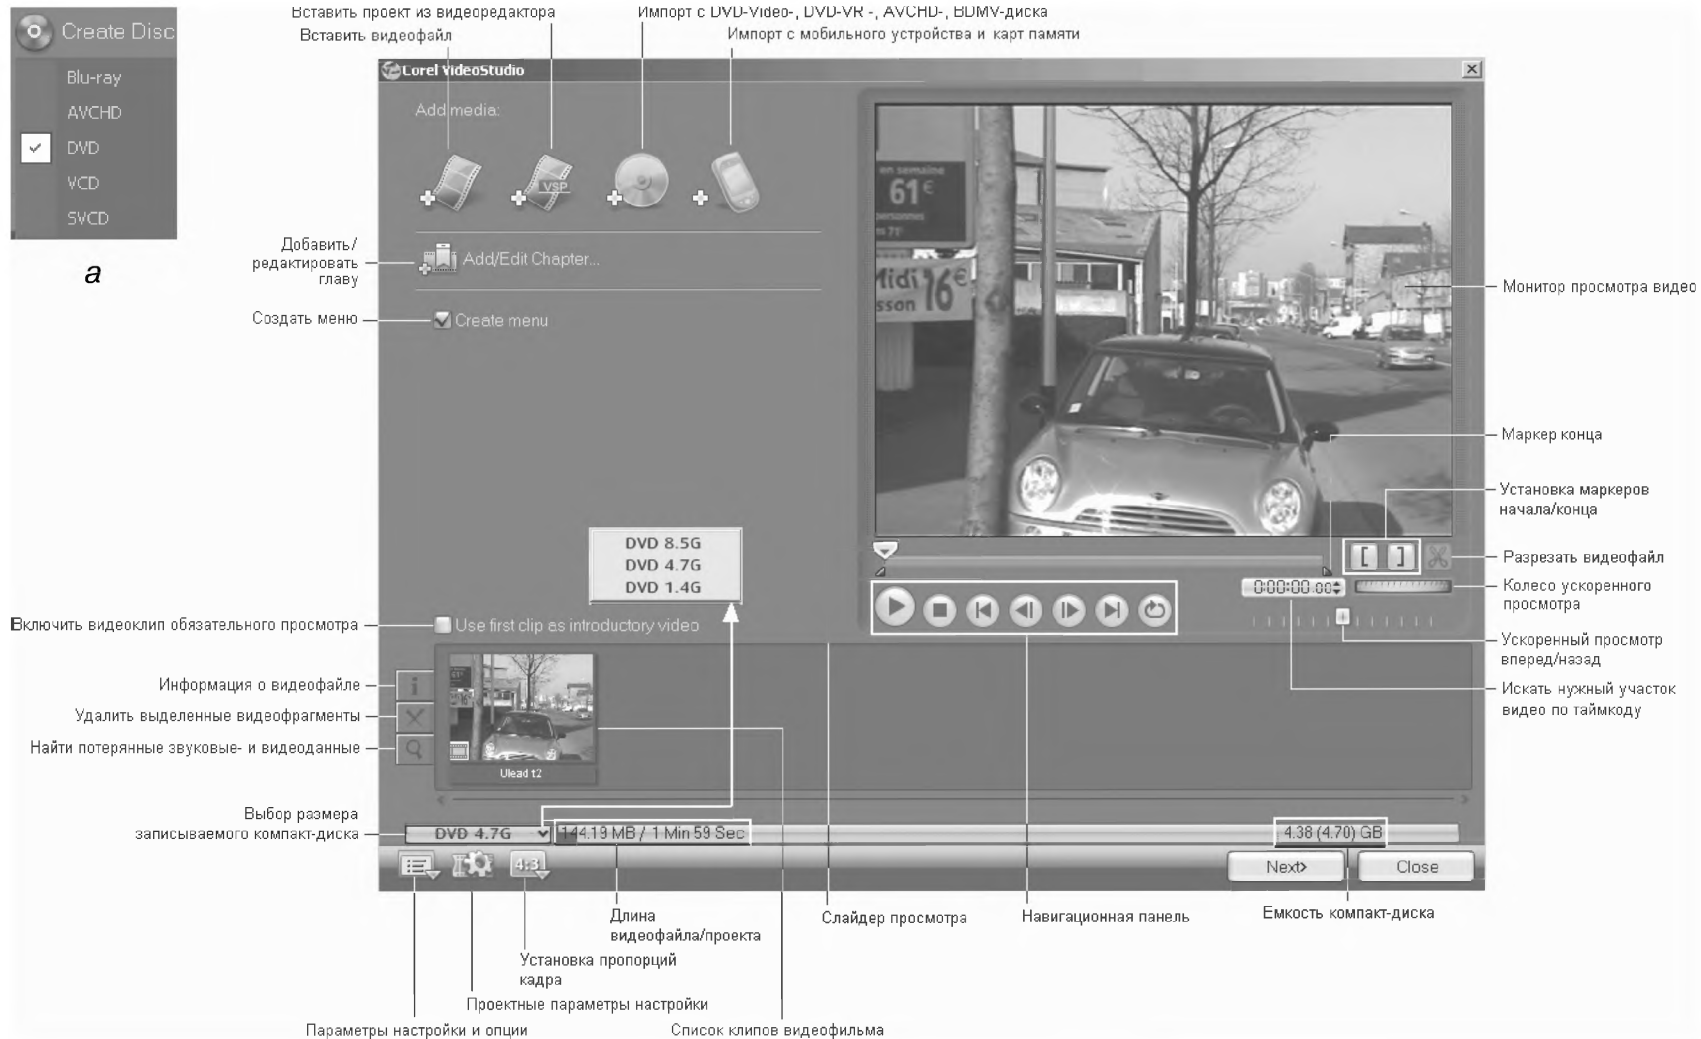 Create Disc
Blu-ray
AVCHD
DVD
VCD
SVCD
а
Вставить проект из видеоредактора
Вставить видеофайл
Импорт с DVD-Video-, DVD-VR -, AVCHD-, BDMV-диска
Импорт с мобильного устройства и карт памяти
Corel VideoStudio
Add media:
VSP
Добавить/
редактировать
главу
Add/Edit Chapter...
Создать меню
Create menu
en semaine
61€
personnes
Midi 16€
Монитор просмотра видео
Маркер конца
Установка маркеров
начала/конца
Разрезать видеофайл
Колесо ускоренного
просмотра
Ускоренный просмотр
вперед/назад
Искать нужный участок
видео по таймкоду
DVD 8.5G
DVD 4.7G
DVD 1.4G
[ ]
0:00:00.00
Включить видеоклип обязательного просмотра
Use first clip as introductory video
Информация о видеофайле
Удалить выделенные видеофрагменты
Найти потерянные звуковые- и видеоданные
Ulead t2
Выбор размера
записываемого компакт-диска
DVD 4.7G
144.19 MB / 1 Min 59 Sec
4.38 (4.70) GB
4:3
Next>
Close
Длина
видеофайла/проекта
Слайдер просмотра
Навигационная панель
Емкость компакт-диска
Установка пропорций
кадра
Проектные параметры настройки
Параметры настройки и опции
Список клипов видеофильма